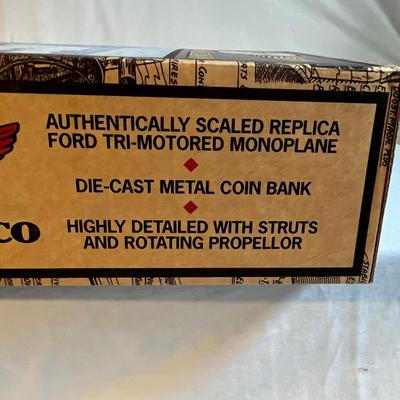 AUTHENTICALLY SCALED REPLICA
FORD TRI-MOTORED MONOPLANE
DIE-CAST METAL COIN BANK
co
HIGHLY DETAILED WITH STRUTS
AND ROTATING PROPELLOR